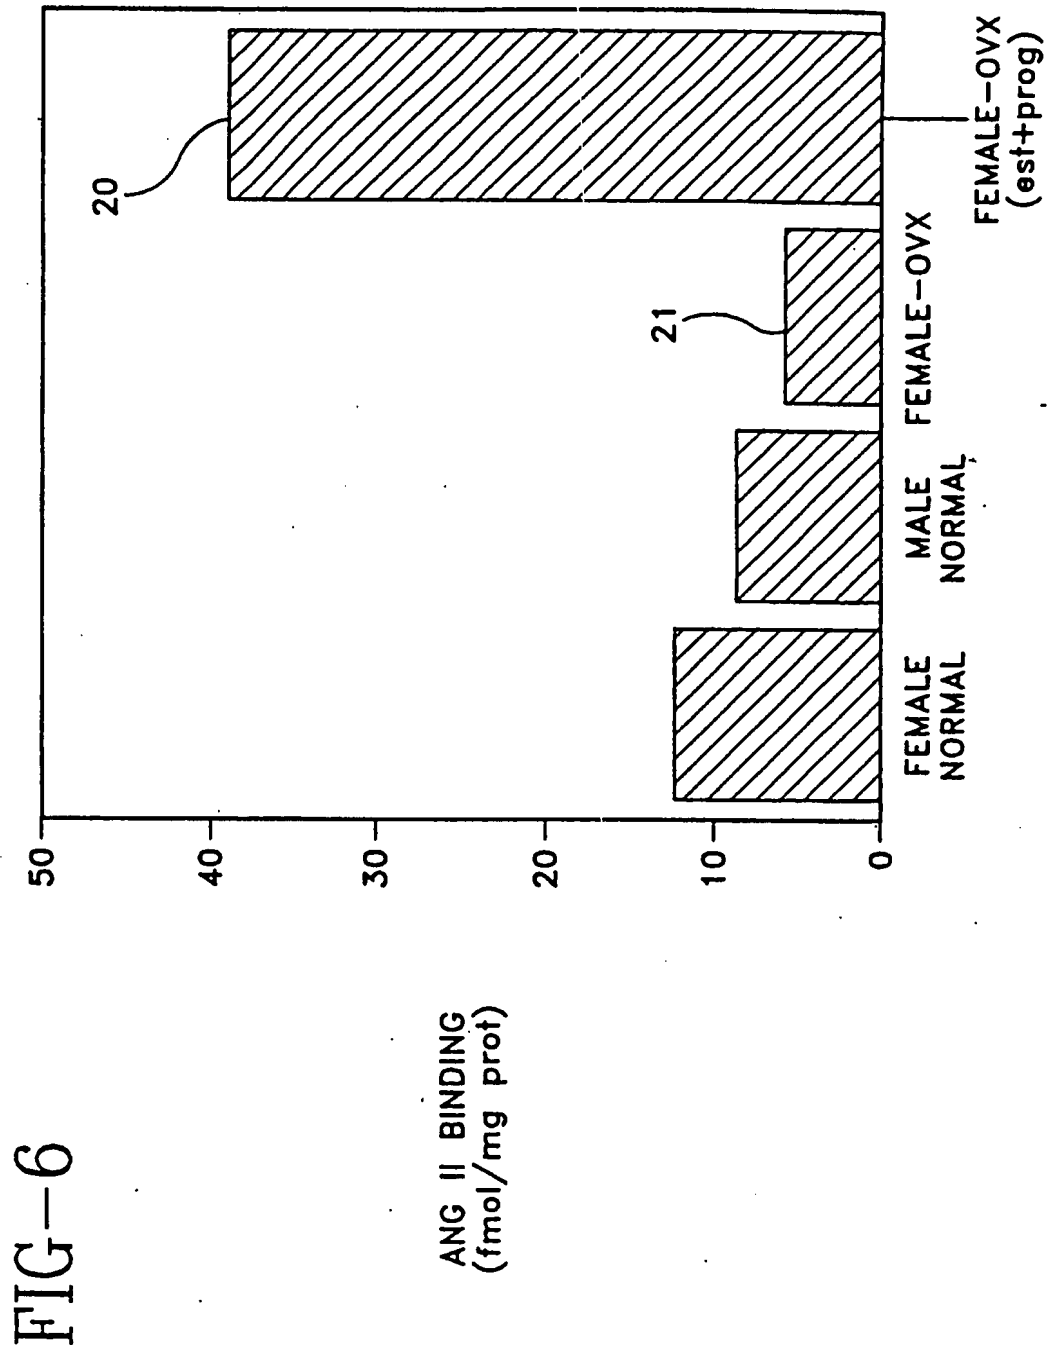 FIG-6
ANG II BINDING
(fmol/mg prot)
50
40
30
20
10
0
20
21
FEMALE
NORMAL
MALE
NORMAL
FEMALE-OVX
FEMALE-OVX
(est+prog)